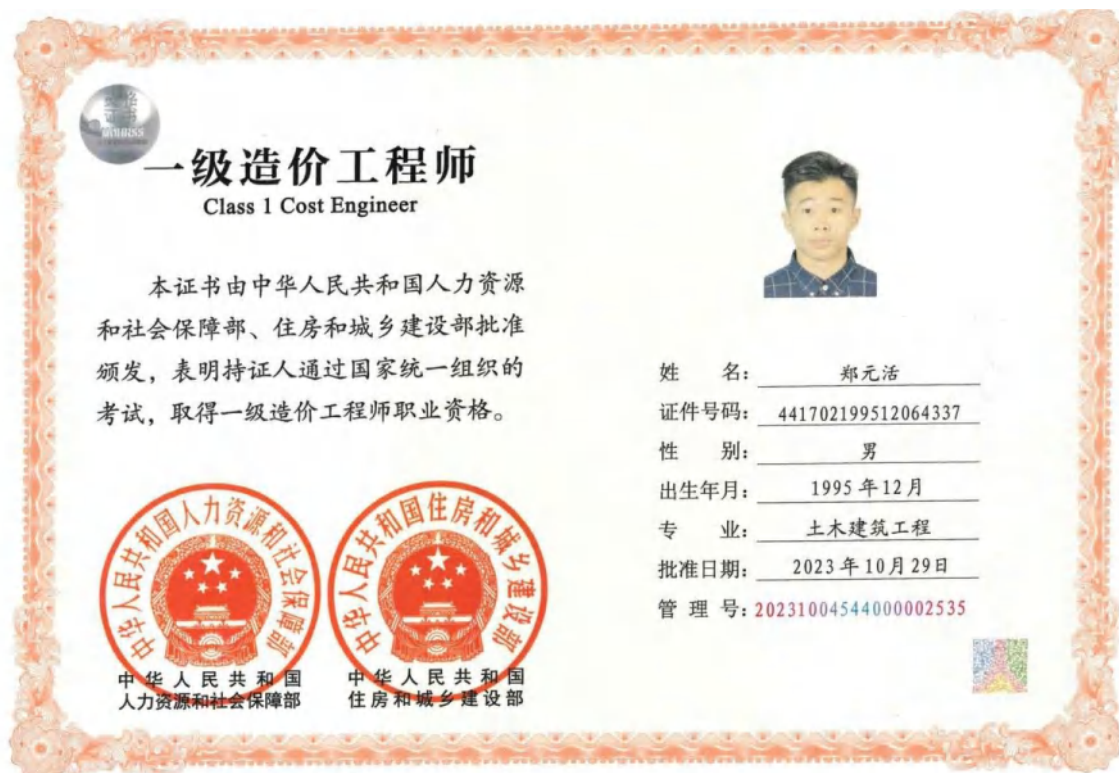 MOHRSS
一级造价工程师
Class 1 Cost Engineer
本证书由中华人民共和国人力资源
和社会保障部、住房和城乡建设部批准
颁发，表明持证人通过国家统一组织的
考试，取得一级造价工程师职业资格。
中华人民共和国人力资源和社会保障部
中华人民共和国
人力资源和社会保障部
中华人民共和国住房和城乡建设部
中华人民共和国
住房和城乡建设部
姓 名：郑元活
证件号码：441702199512064337
性 别：男
出生年月：1995年12月
专 业：土木建筑工程
批准日期：2023年10月29日
管 理 号：20231004544000002535